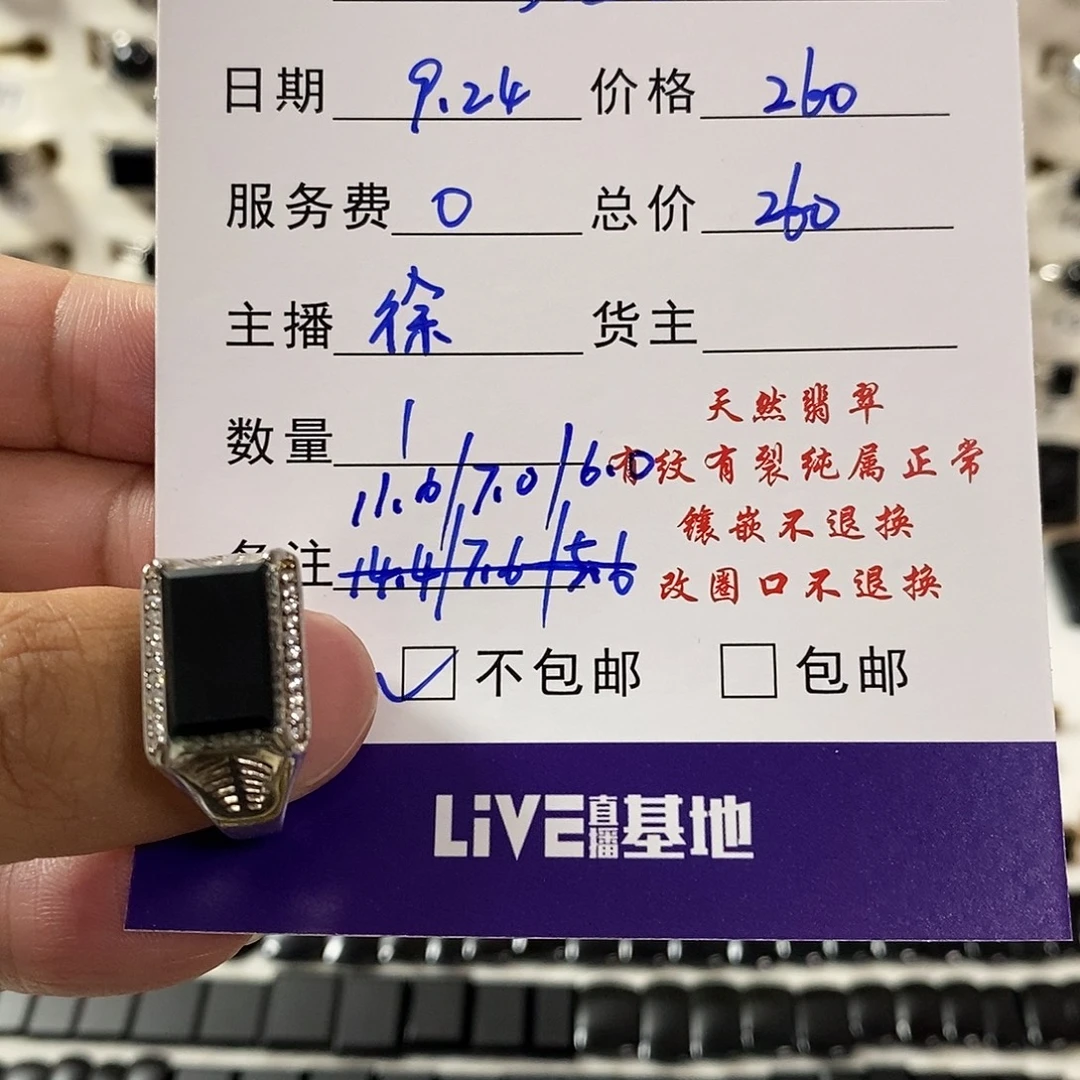 日期 9.24 价格 260
服务费 0 总价 260
主播 徐 货主
数量 1
天然翡翠
11.6/7.0/6.0
有纹有裂纯属正常
镶嵌不退换
备注 14.4/7.6/5.6
改圈口不退换
不包邮 包邮
LiVE直播基地